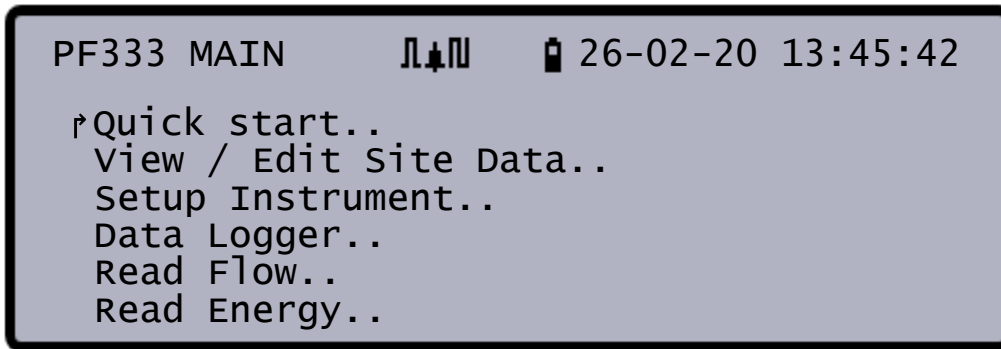 PF333 MAIN 26-02-20 13:45:42
Quick start..
View / Edit Site Data..
Setup Instrument..
Data Logger..
Read Flow..
Read Energy..